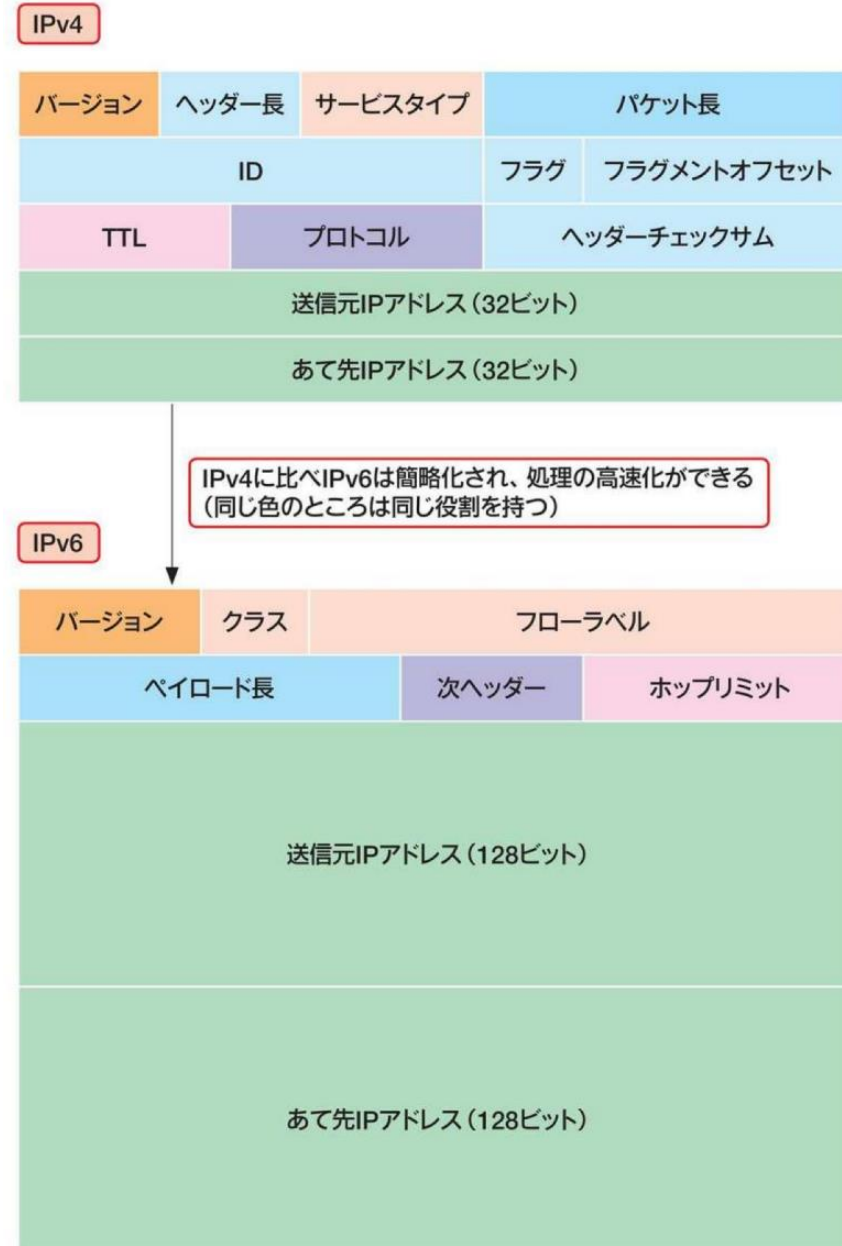 IPv4
バージョン ヘッダー長 サービスタイプ パケット長
ID フラグ フラグメントオフセット
TTL プロトコル ヘッダーチェックサム
送信元IPアドレス（32ビット）
あて先IPアドレス（32ビット）
IPv4に比べIPv6は簡略化され、処理の高速化ができる
（同じ色のところは同じ役割を持つ）
IPv6
バージョン クラス フローラベル
ペイロード長 次ヘッダー ホップリミット
送信元IPアドレス（128ビット）
あて先IPアドレス（128ビット）